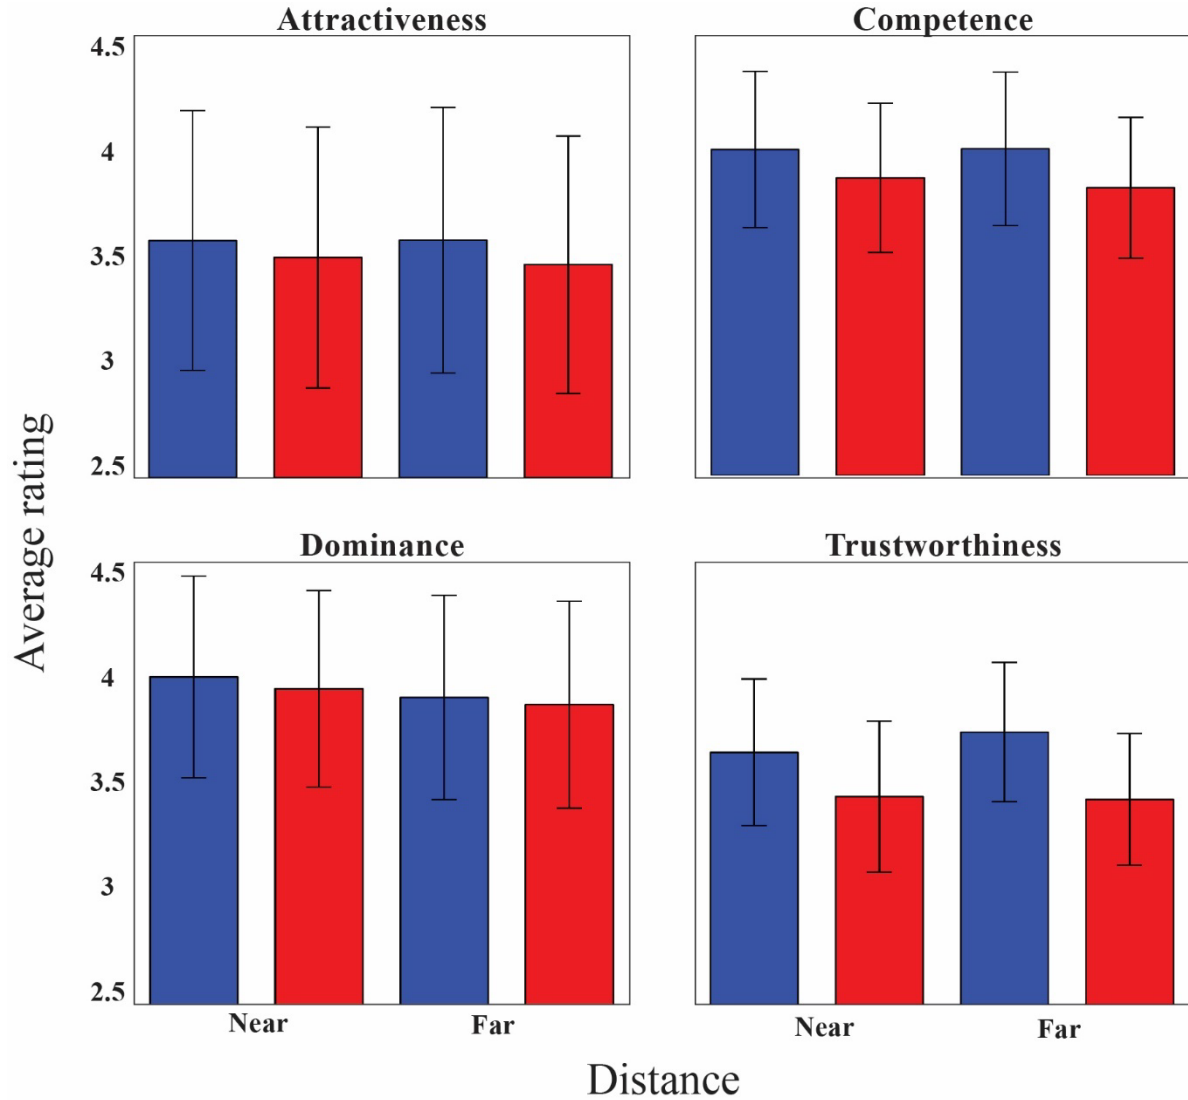 Attractiveness
Competence
4.5
4
3.5
3
2.5
Average rating
Dominance
Trustworthiness
4.5
4
3.5
3
2.5
Near
Far
Near
Far
Distance